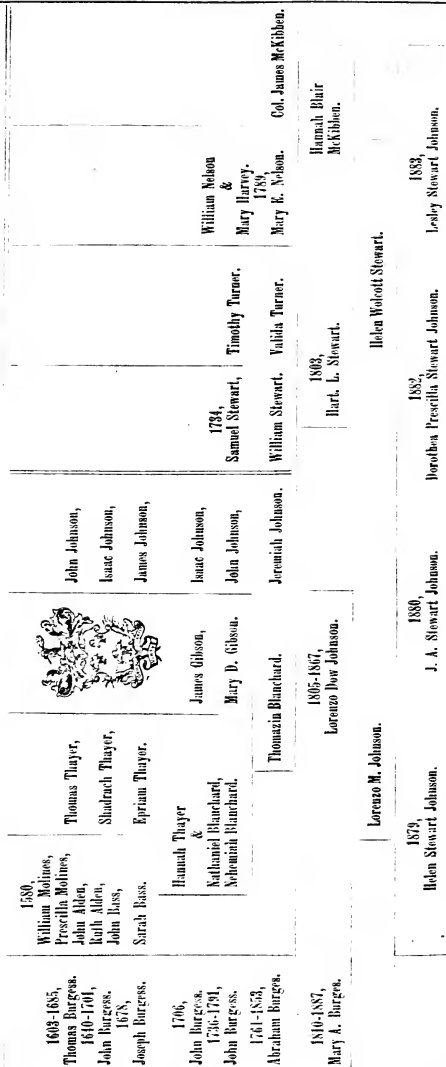 1603-1685,
Thomas Burgess.
1640-1701,
John Burgess.
1678,
Joseph Burgess.
1706,
John Burgess.
1736-1791,
John Burgess.
1761-1853,
Abraham Burges.
1810-1887,
Mary A. Burges.
1580,
William Molines,
Prescilla Molines,
John Alden,
Ruth Alden,
John Bass,
Sarah Bass.
Thomas Thayer,
Shadrach Thayer,
Epriam Thayer.
Hannah Thayer
&
Nathaniel Blanchard,
Nehemiah Blanchard.
Thomazin Blanchard.
James Gibson,
Mary D. Gibson.
John Johnson,
Isaac Johnson,
James Johnson,
Isaac Johnson,
John Johnson,
Jeremiah Johnson.
1805-1867,
Lorenzo Dow Johnson.
Lorenzo M. Johnson.
1734,
Samuel Stewart,
William Stewart.
Timothy Turner.
Valida Turner.
William Nelson
&
Mary Harvey.
1789,
Mary E. Nelson.
Col. James McKibben.
1803,
Hart. L. Stewart.
Hannah Blair
McKibben.
Helen Wolcott Stewart.
1879,
Helen Stewart Johnson.
1880,
J. A. Stewart Johnson.
1882,
Dorothea Prescilla Stewart Johnson.
1883,
Lesley Stewart Johnson.